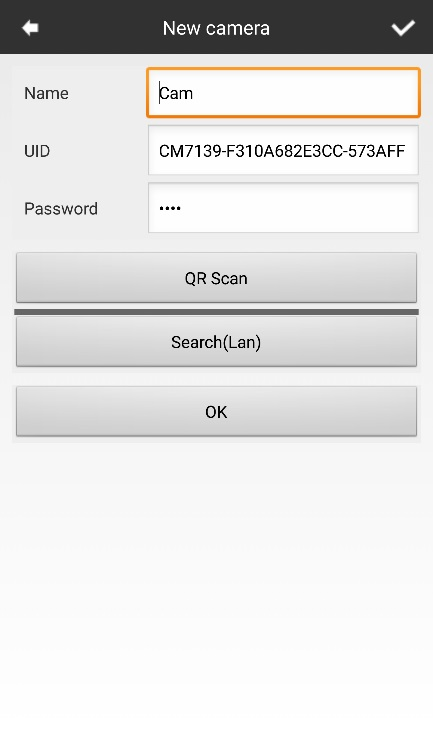 New camera
Name
Cam
UID
CM7139-F310A682E3CC-573AFF
Password
••••
QR Scan
Search(Lan)
OK